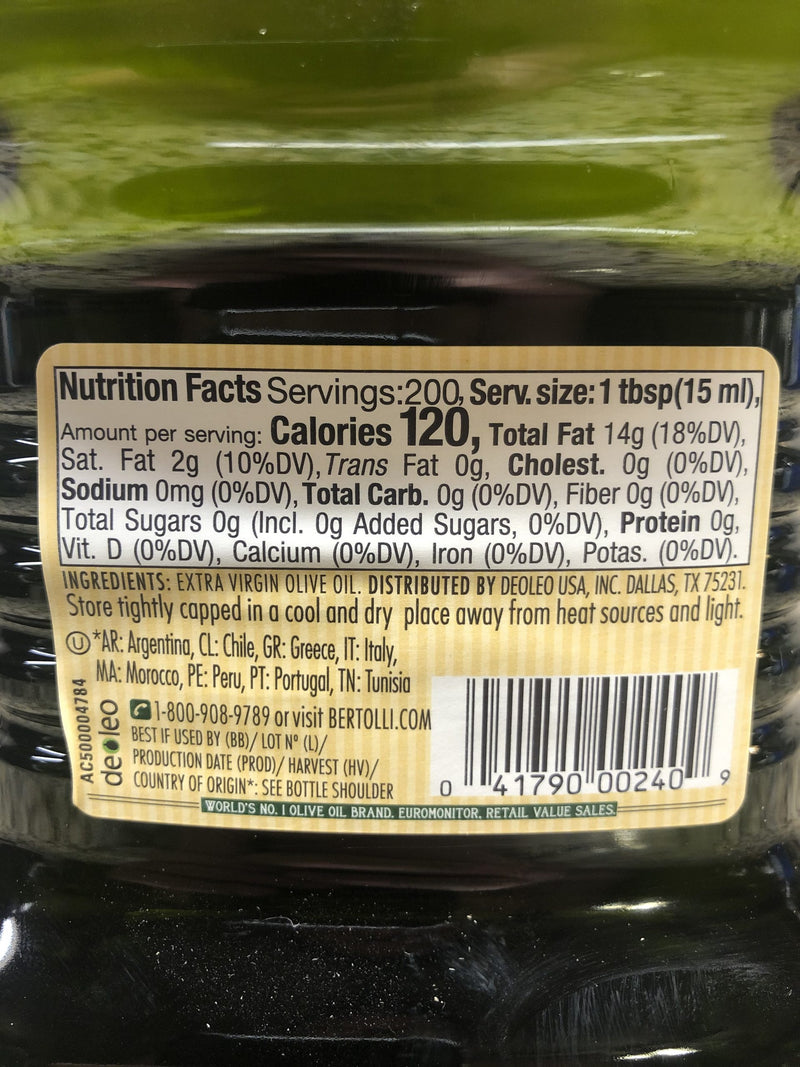 Nutrition Facts Servings:200, Serv. size: 1 tbsp(15 ml),
Amount per serving: Calories 120, Total Fat 14g (18%DV),
Sat. Fat 2g (10%DV), Trans Fat 0g, Cholest. 0g (0%DV),
Sodium 0mg (0%DV), Total Carb. 0g (0%DV), Fiber 0g (0%DV),
Total Sugars 0g (Incl. 0g Added Sugars, 0%DV), Protein 0g,
Vit. D (0%DV), Calcium (0%DV), Iron (0%DV), Potas. (0%DV).
INGREDIENTS: EXTRA VIRGIN OLIVE OIL. DISTRIBUTED BY DEOLEO USA, INC. DALLAS, TX 75231.
Store tightly capped in a cool and dry place away from heat sources and light.
U *AR: Argentina, CL: Chile, GR: Greece, IT: Italy,
MA: Morocco, PE: Peru, PT: Portugal, TN: Tunisia
AC500004784
deoleo
1-800-908-9789 or visit BERTOLLI.COM
BEST IF USED BY (BB)/ LOT Nº (L)/
PRODUCTION DATE (PROD)/ HARVEST (HV)/
COUNTRY OF ORIGIN*: SEE BOTTLE SHOULDER
0 41790 00240 9
WORLD'S NO. 1 OLIVE OIL BRAND. EUROMONITOR, RETAIL VALUE SALES.